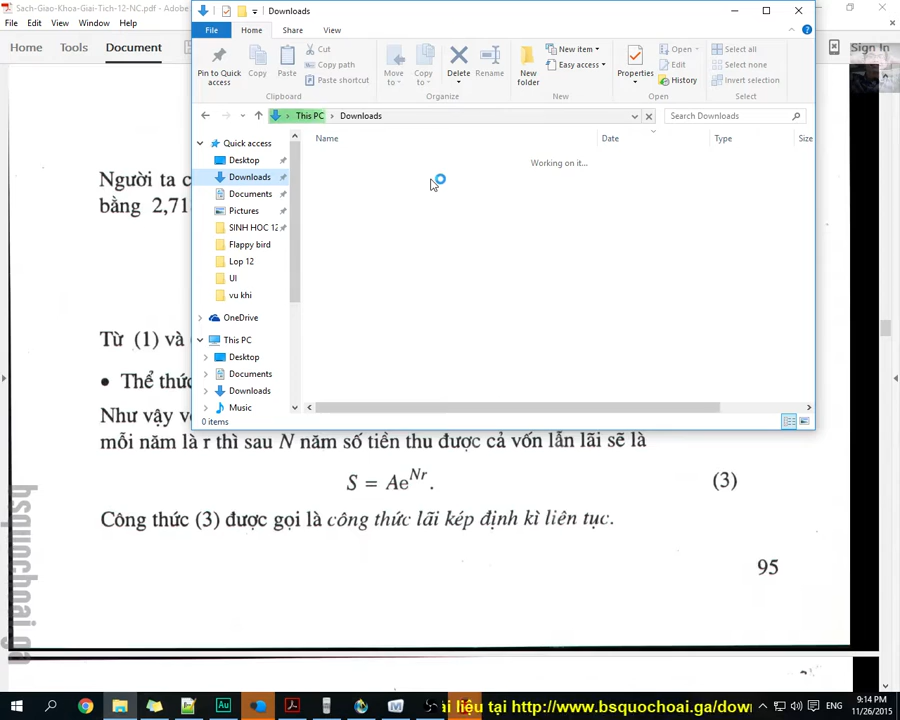 Sach-Giao-Khoa-Giai-Tich-12-NC.pdf
File Edit View Window Help
Home Tools Document
Sign In
Downloads
File Home Share View
Pin to Quick access
Copy
Paste
Cut
Copy path
Paste shortcut
Clipboard
Move to
Copy to
Delete
Rename
Organize
New folder
New item
Easy access
New
Properties
Open
Edit
History
Open
Select all
Select none
Invert selection
Select
This PC Downloads
Search Downloads
Name Date Type Size
Working on it...
Quick access
Desktop
Downloads
Documents
Pictures
SINH HOC 12
Flappy bird
Lop 12
UI
vu khi
OneDrive
This PC
Desktop
Documents
Downloads
Music
0 items
Người ta c
bằng 2,71
Từ (1) và
• Thể thức
Như vậy v
mỗi năm là r thì sau N năm số tiền thu được cả vốn lẫn lãi sẽ là
S = Ae^{Nr}. (3)
Công thức (3) được gọi là công thức lãi kép định kì liên tục.
95
bsquochoai.ga
ài liệu tại http://www.bsquochoai.ga/dow
ENG
9:14 PM
11/26/2015